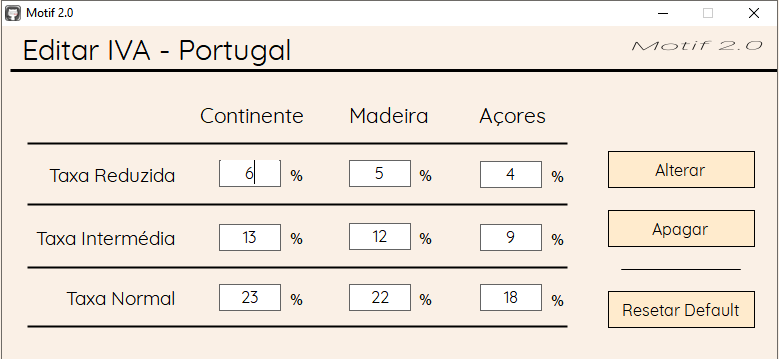 Motif 2.0
Editar IVA - Portugal
Motif 2.0
Continente Madeira Açores
Taxa Reduzida 6 % 5 % 4 %
Alterar
Taxa Intermédia 13 % 12 % 9 %
Apagar
Taxa Normal 23 % 22 % 18 %
Resetar Default